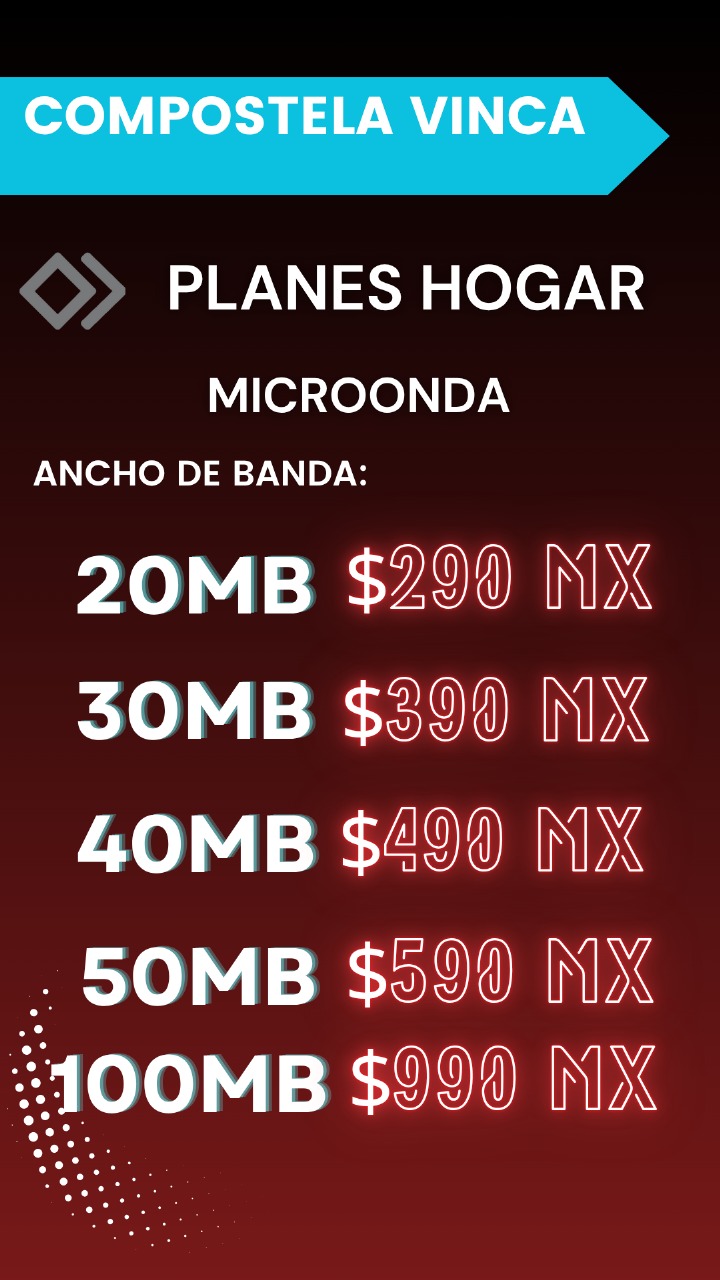 COMPOSTELA VINCA
PLANES HOGAR
MICROONDA
ANCHO DE BANDA:
20MB $290 MX
30MB $390 MX
40MB $490 MX
50MB $590 MX
100MB $990 MX